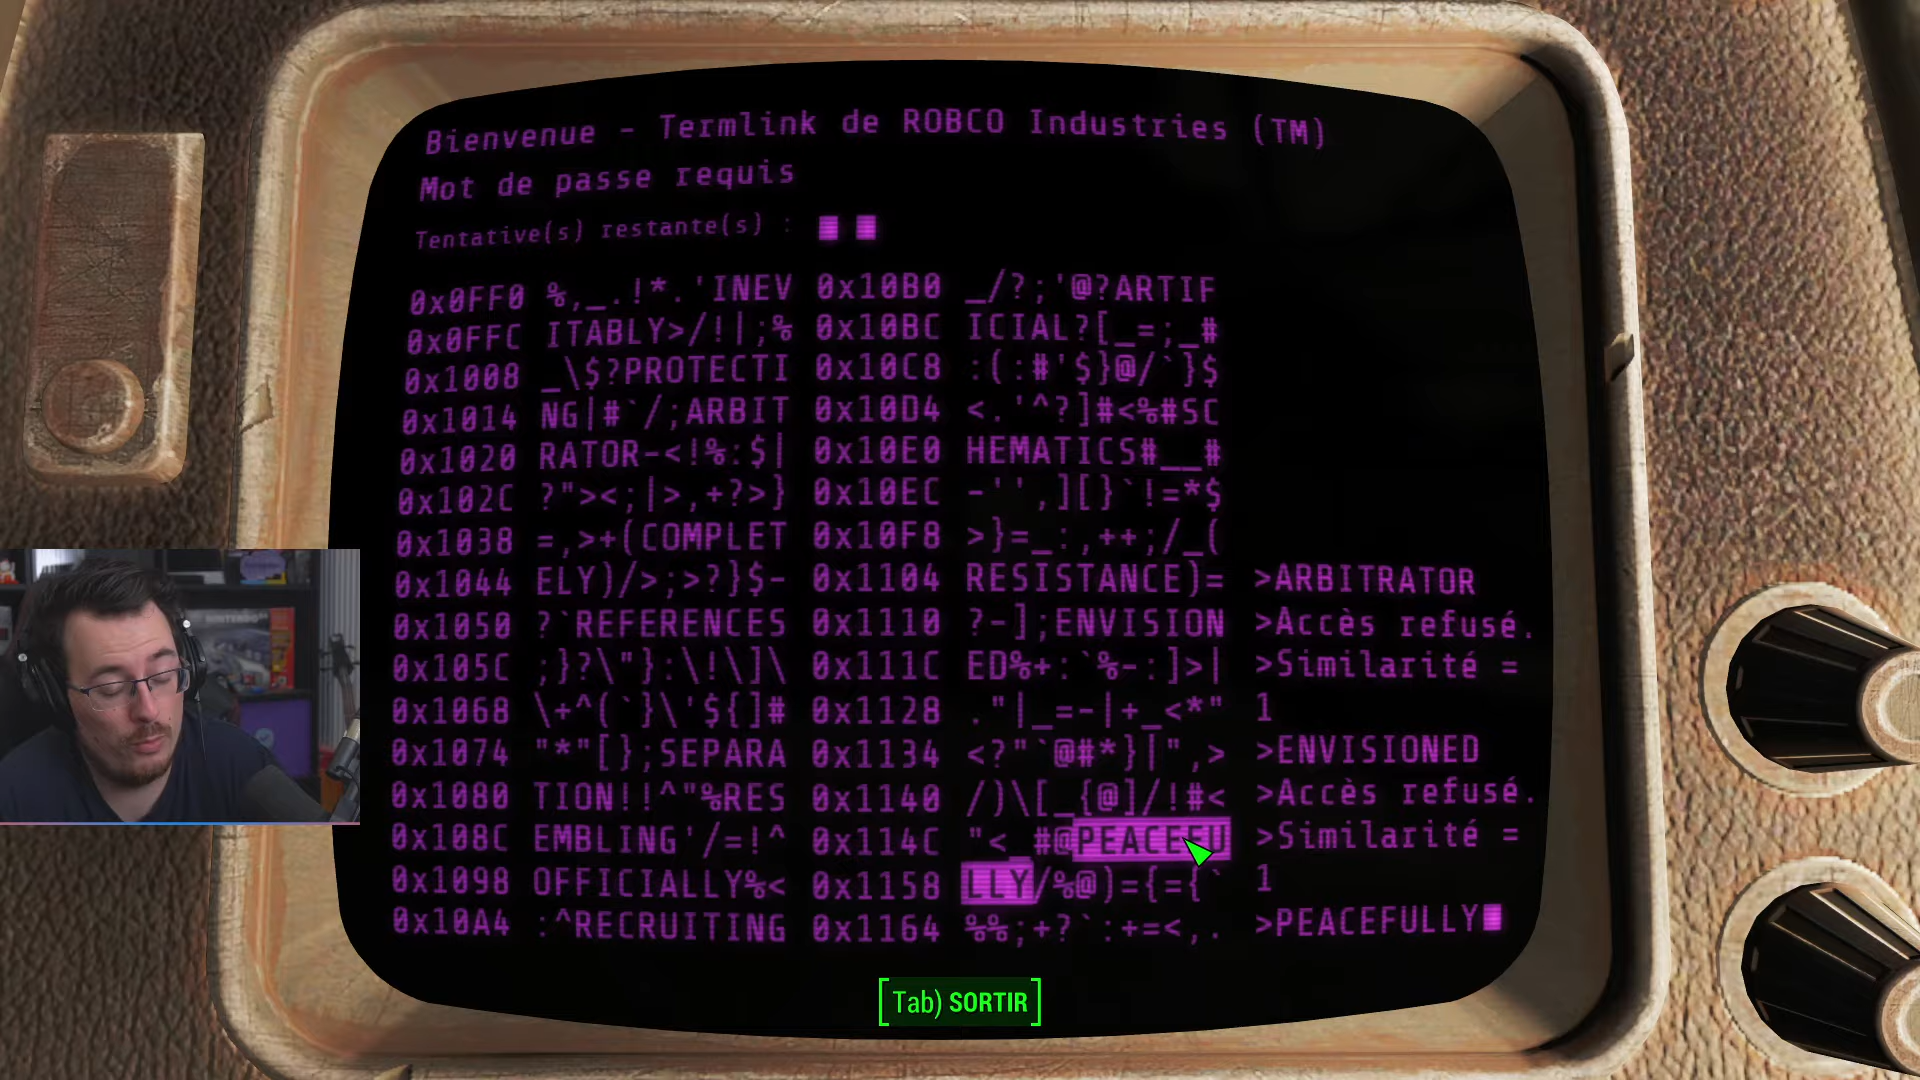 Bienvenue - Termlink de ROBCO Industries (TM)
Mot de passe requis
Tentative(s) restante(s) :
0x0FF0 %,_.!*.'INEV 0x10B0 _/?;'@?ARTIF
0x0FFC ITABLY>/!|;% 0x10BC ICIAL?[_=;_#
0x1008 _\$?PROTECTI 0x10C8 :(:#'$}@/`}$
0x1014 NG|#`/;ARBIT 0x10D4 <.'^?]#<%#SC
0x1020 RATOR-<!%:$| 0x10E0 HEMATICS#__#
0x102C ?"><;|>,+?>} 0x10EC -'',][}`!=*$
0x1038 =,>+(COMPLET 0x10F8 >}=_:,++;/_(
0x1044 ELY)/>;>?}$- 0x1104 RESISTANCE)= >ARBITRATOR
0x1050 ?`REFERENCES 0x1110 ?-];ENVISION >Accès refusé.
0x105C ;}?\"}:\!\]\ 0x111C ED%+:`%-:]>| >Similarité =
0x1068 \+^(`}\'${]# 0x1128 ."|_=-|+_<*" 1
0x1074 "*"[};SEPARA 0x1134 <?"`@#*}|",> >ENVISIONED
0x1080 TION!!^"%RES 0x1140 /)\[_{@]/!#< >Accès refusé.
0x108C EMBLING'/=!^ 0x114C "<_#@PEACEFU >Similarité =
0x1098 OFFICIALLY%< 0x1158 LLY/%@)={={` 1
0x10A4 :^RECRUITING 0x1164 %%;+?`:+=<,. >PEACEFULLY
[Tab) SORTIR]